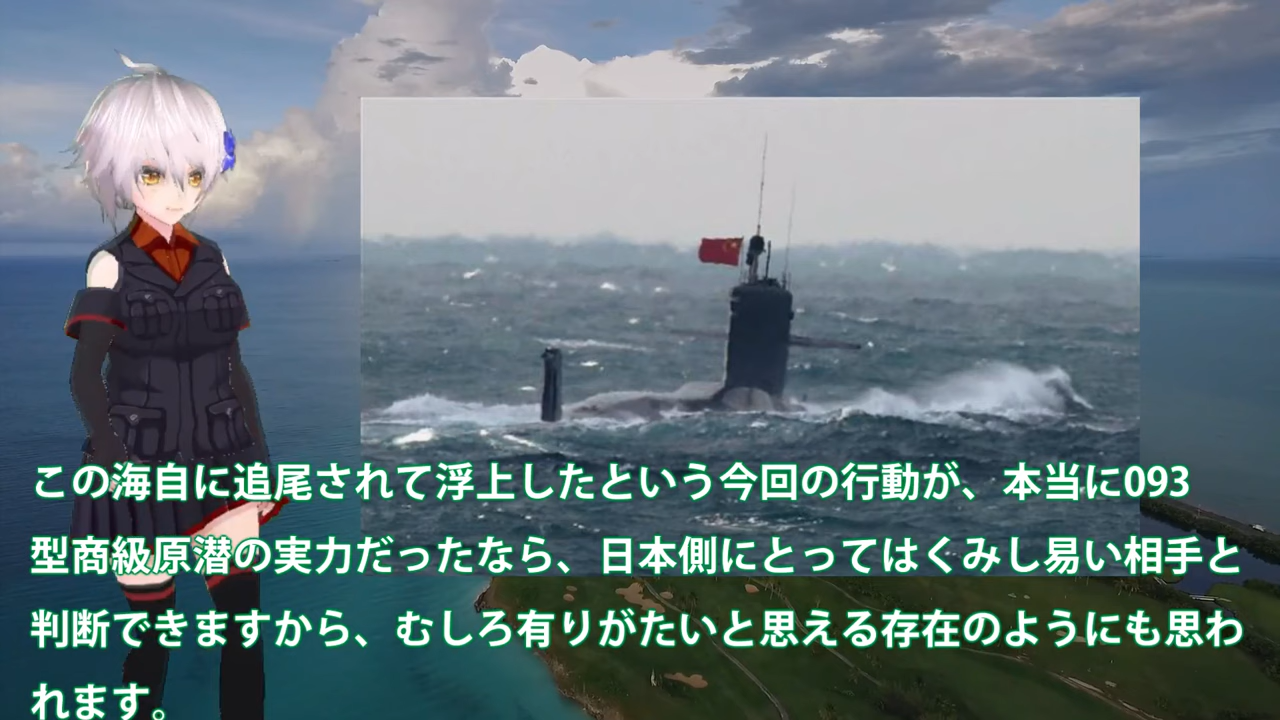 この海自に追尾されて浮上したという今回の行動が、本当に093
型商級原潜の実力だったなら、日本側にとってはくみし易い相手と
判断できますから、むしろ有りがたいと思える存在のようにも思わ
れます。